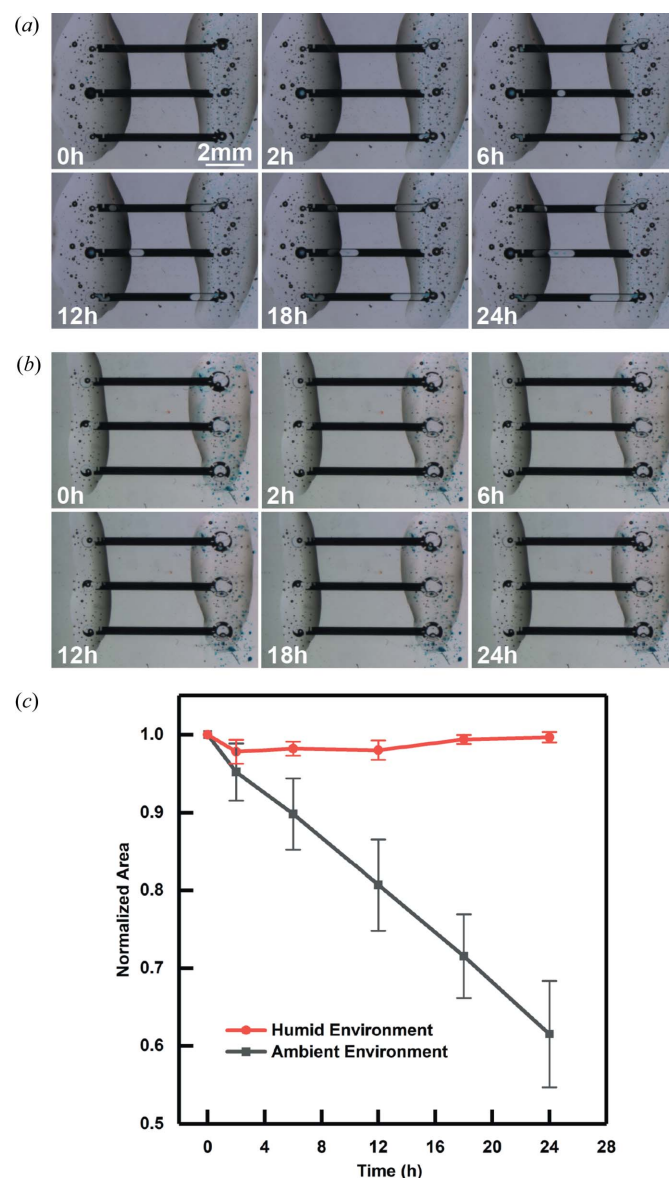 (a)
0h
2mm
2h
6h
12h
18h
24h
(b)
0h
2h
6h
12h
18h
24h
(c)
1.0
0.9
0.8
0.7
0.6
0.5
Normalized Area
Humid Environment
Ambient Environment
0 4 8 12 16 20 24 28
Time (h)